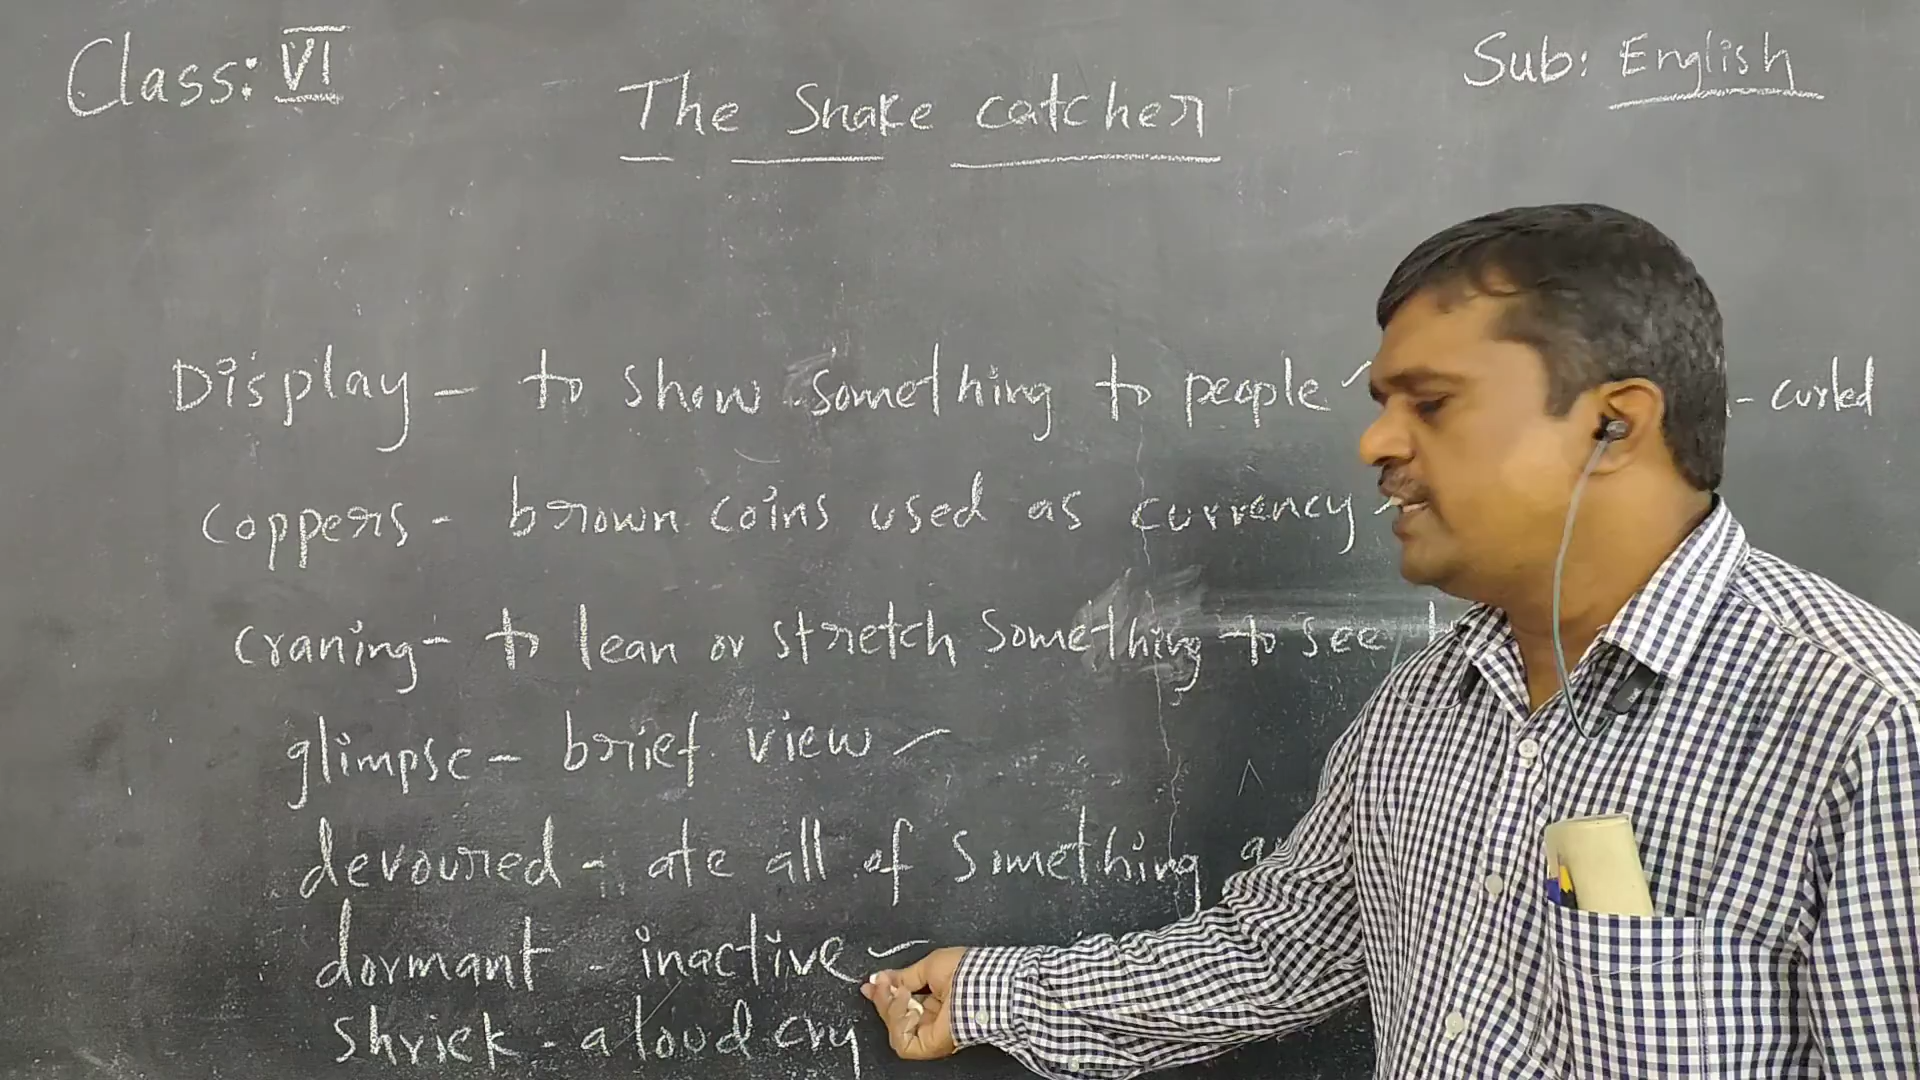 Class: VI
Sub: English
The Snake catcher
Display - to show something to people
- curled
coppers - brown coins used as currency
craning - to lean or stretch something to see
glimpse - brief view
devoured - ate all of something
dormant - inactive
shriek - a loud cry